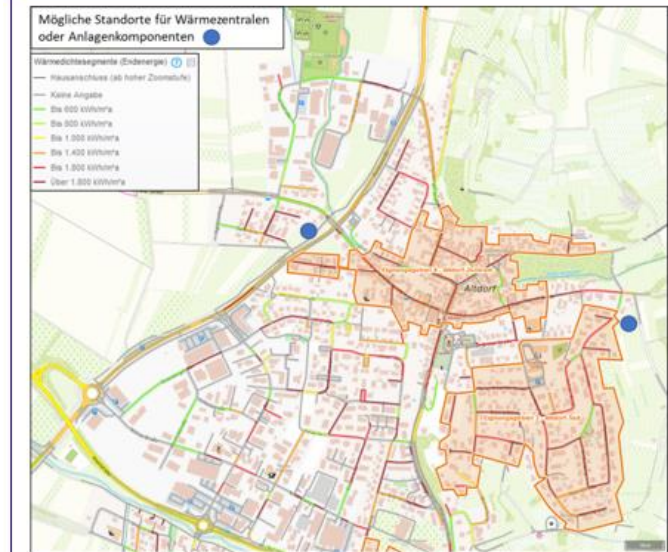 Mögliche Standorte für Wärmezentralen
oder Anlagenkomponenten
Wärmedichtesegmente (Endenergie)
Hausanschluss (ab hoher Zoomstufe)
Keine Angabe
Bis 600 kWh/m*a
Bis 800 kWh/m*a
Bis 1.000 kWh/m*a
Bis 1.400 kWh/m*a
Bis 1.800 kWh/m*a
Über 1.800 kWh/m*a
Altdorf